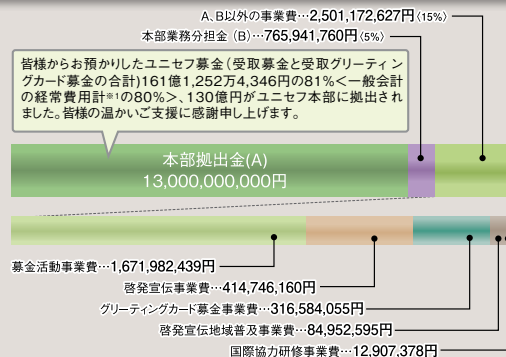 A、B以外の事業費…2,501,172,627円〈15%〉
本部業務分担金（B）…765,941,760円〈5%〉
皆様からお預かりしたユニセフ募金（受取募金と受取グリーティン
グカード募金の合計)161億1,252万4,346円の81%＜一般会計
の経常費用計※1の80%＞、130億円がユニセフ本部に拠出され
ました。皆様の温かいご支援に感謝申し上げます。
本部拠出金(A)
13,000,000,000円
募金活動事業費…1,671,982,439円
啓発宣伝事業費…414,746,160円
グリーティングカード募金事業費…316,584,055円
啓発宣伝地域普及事業費…84,952,595円
国際協力研修事業費…12,907,378円